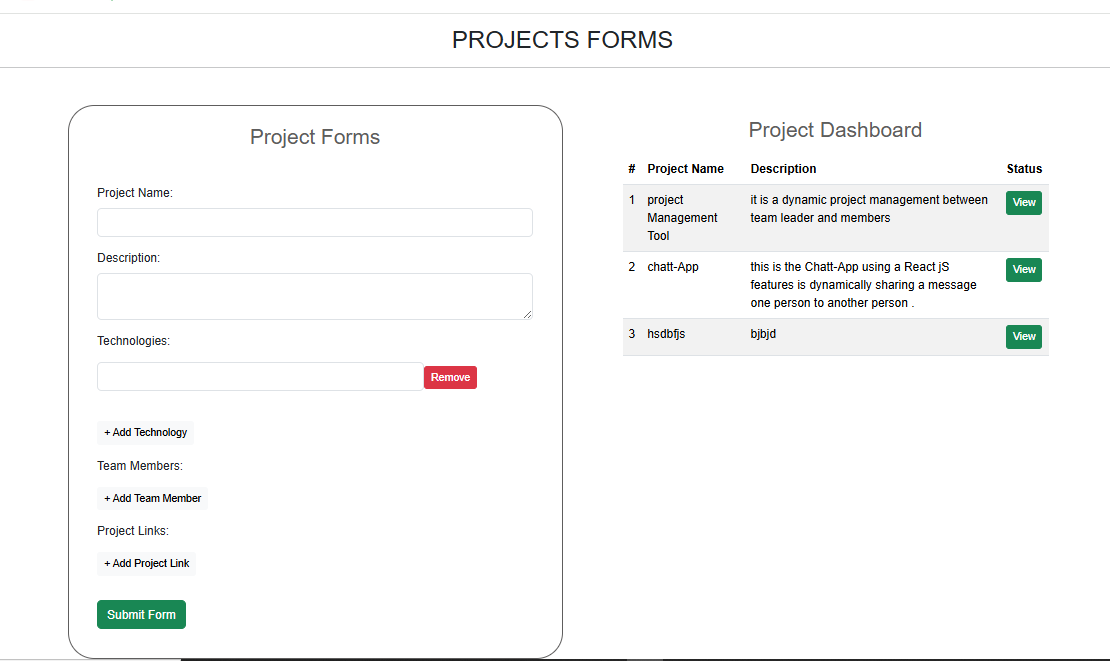 PROJECTS FORMS
Project Forms
Project Name:
Description:
Technologies:
Remove
+ Add Technology
Team Members:
+ Add Team Member
Project Links:
+ Add Project Link
Submit Form
Project Dashboard
# Project Name Description Status
1 project it is a dynamic project management between View
Management team leader and members
Tool
2 chatt-App this is the Chatt-App using a React jS View
features is dynamically sharing a message
one person to another person .
3 hsdbfjs bjbjd View